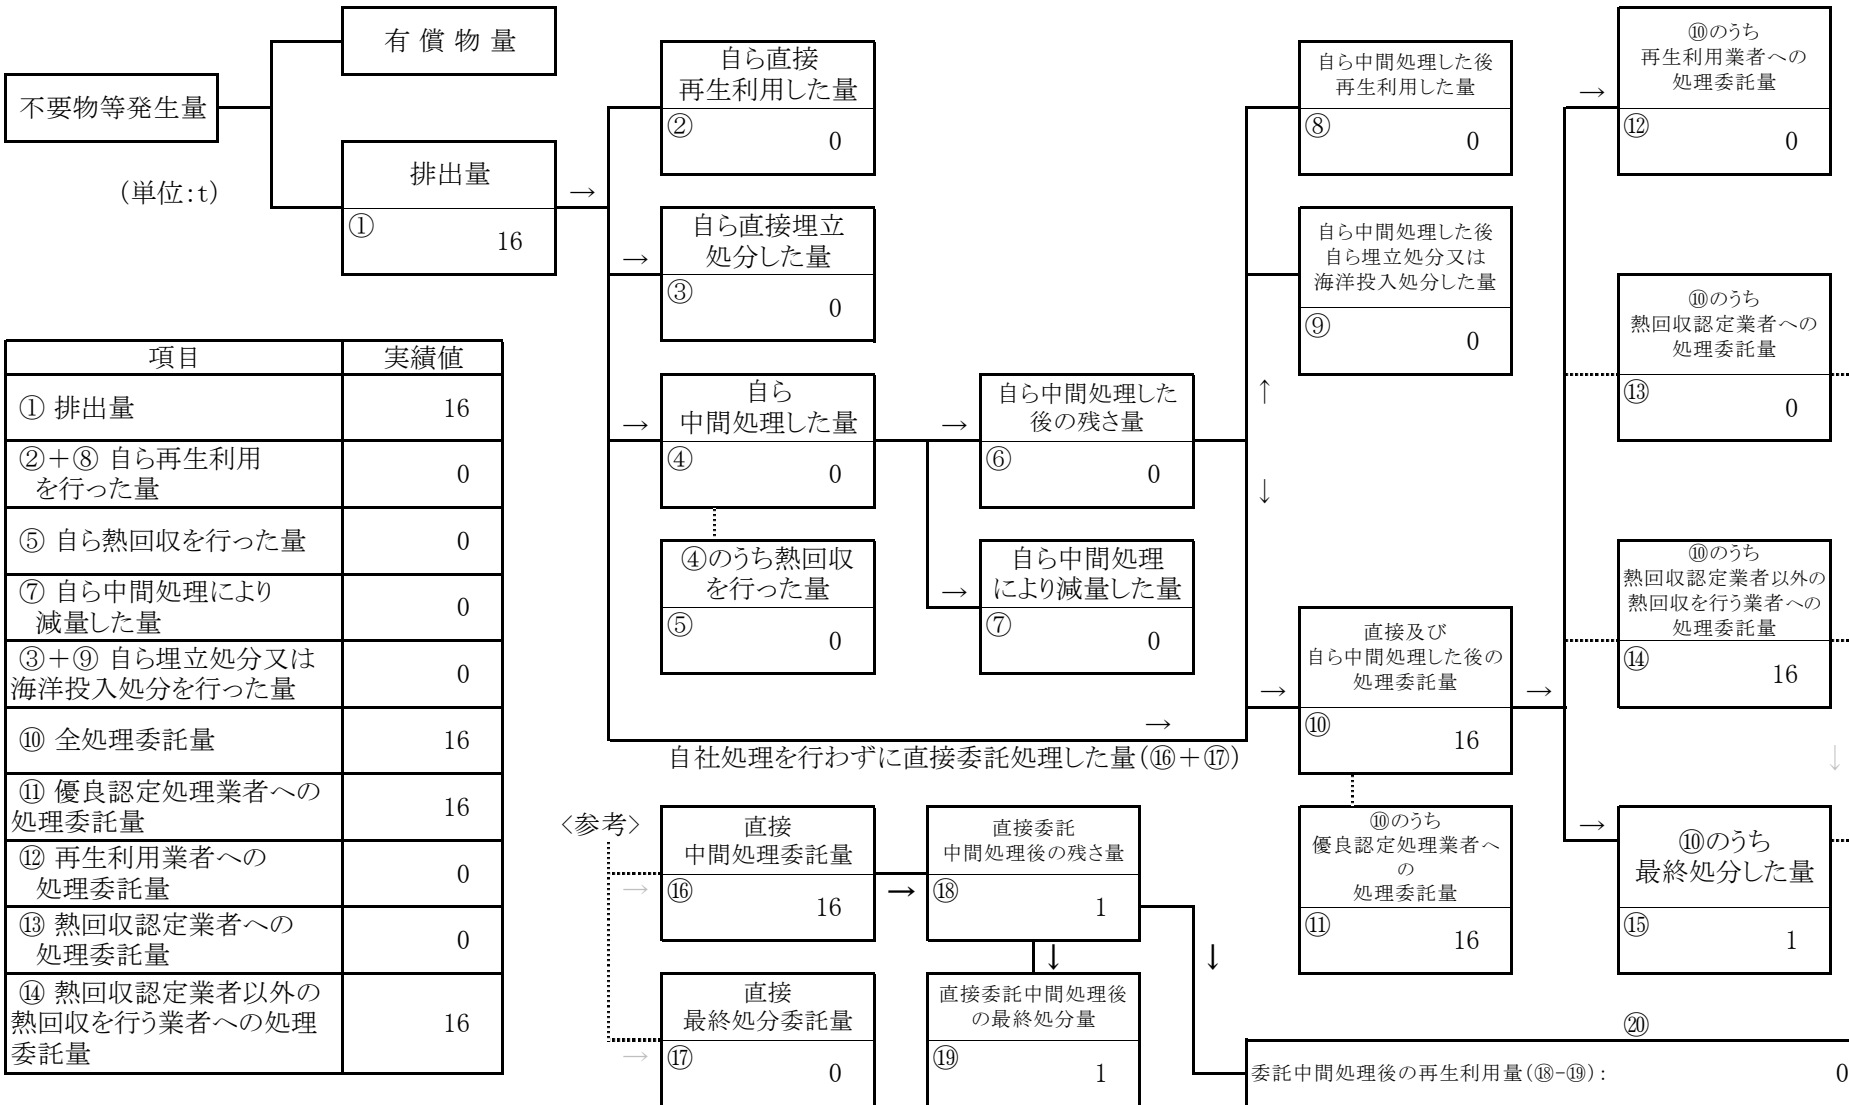 有 償 物 量
不要物等発生量
(単位:t)
排出量
①
16
→
自ら直接
再生利用した量
②
0
→
自ら直接埋立
処分した量
③
0
→
自ら
中間処理した量
④
0
④のうち熱回収
を行った量
⑤
0
→
自ら中間処理した
後の残さ量
⑥
0
→
自ら中間処理
により減量した量
⑦
0
↑
↓
自ら中間処理した後
再生利用した量
⑧
0
自ら中間処理した後
自ら埋立処分又は
海洋投入処分した量
⑨
0
→
自社処理を行わずに直接委託処理した量(⑯+⑰)
→
直接及び
自ら中間処理した後の
処理委託量
⑩
16
⑩のうち
優良認定処理業者へ
の
処理委託量
⑪
16
→
→
⑩のうち
再生利用業者への
処理委託量
⑫
0
⑩のうち
熱回収認定業者への
処理委託量
⑬
0
⑩のうち
熱回収認定業者以外の
熱回収を行う業者への
処理委託量
⑭
16
↓
→
⑩のうち
最終処分した量
⑮
1
項目 実績値
① 排出量 16
②+⑧ 自ら再生利用
を行った量 0
⑤ 自ら熱回収を行った量 0
⑦ 自ら中間処理により
減量した量 0
③+⑨ 自ら埋立処分又は
海洋投入処分を行った量 0
⑩ 全処理委託量 16
⑪ 優良認定処理業者への
処理委託量 16
⑫ 再生利用業者への
処理委託量 0
⑬ 熱回収認定業者への
処理委託量 0
⑭ 熱回収認定業者以外の
熱回収を行う業者への処理
委託量 16
〈参考〉
→
直接
中間処理委託量
⑯
16
→
直接委託
中間処理後の残さ量
⑱
1
↓
↓
→
直接
最終処分委託量
⑰
0
直接委託中間処理後
の最終処分量
⑲
1
⑳
委託中間処理後の再生利用量(⑱-⑲): 0